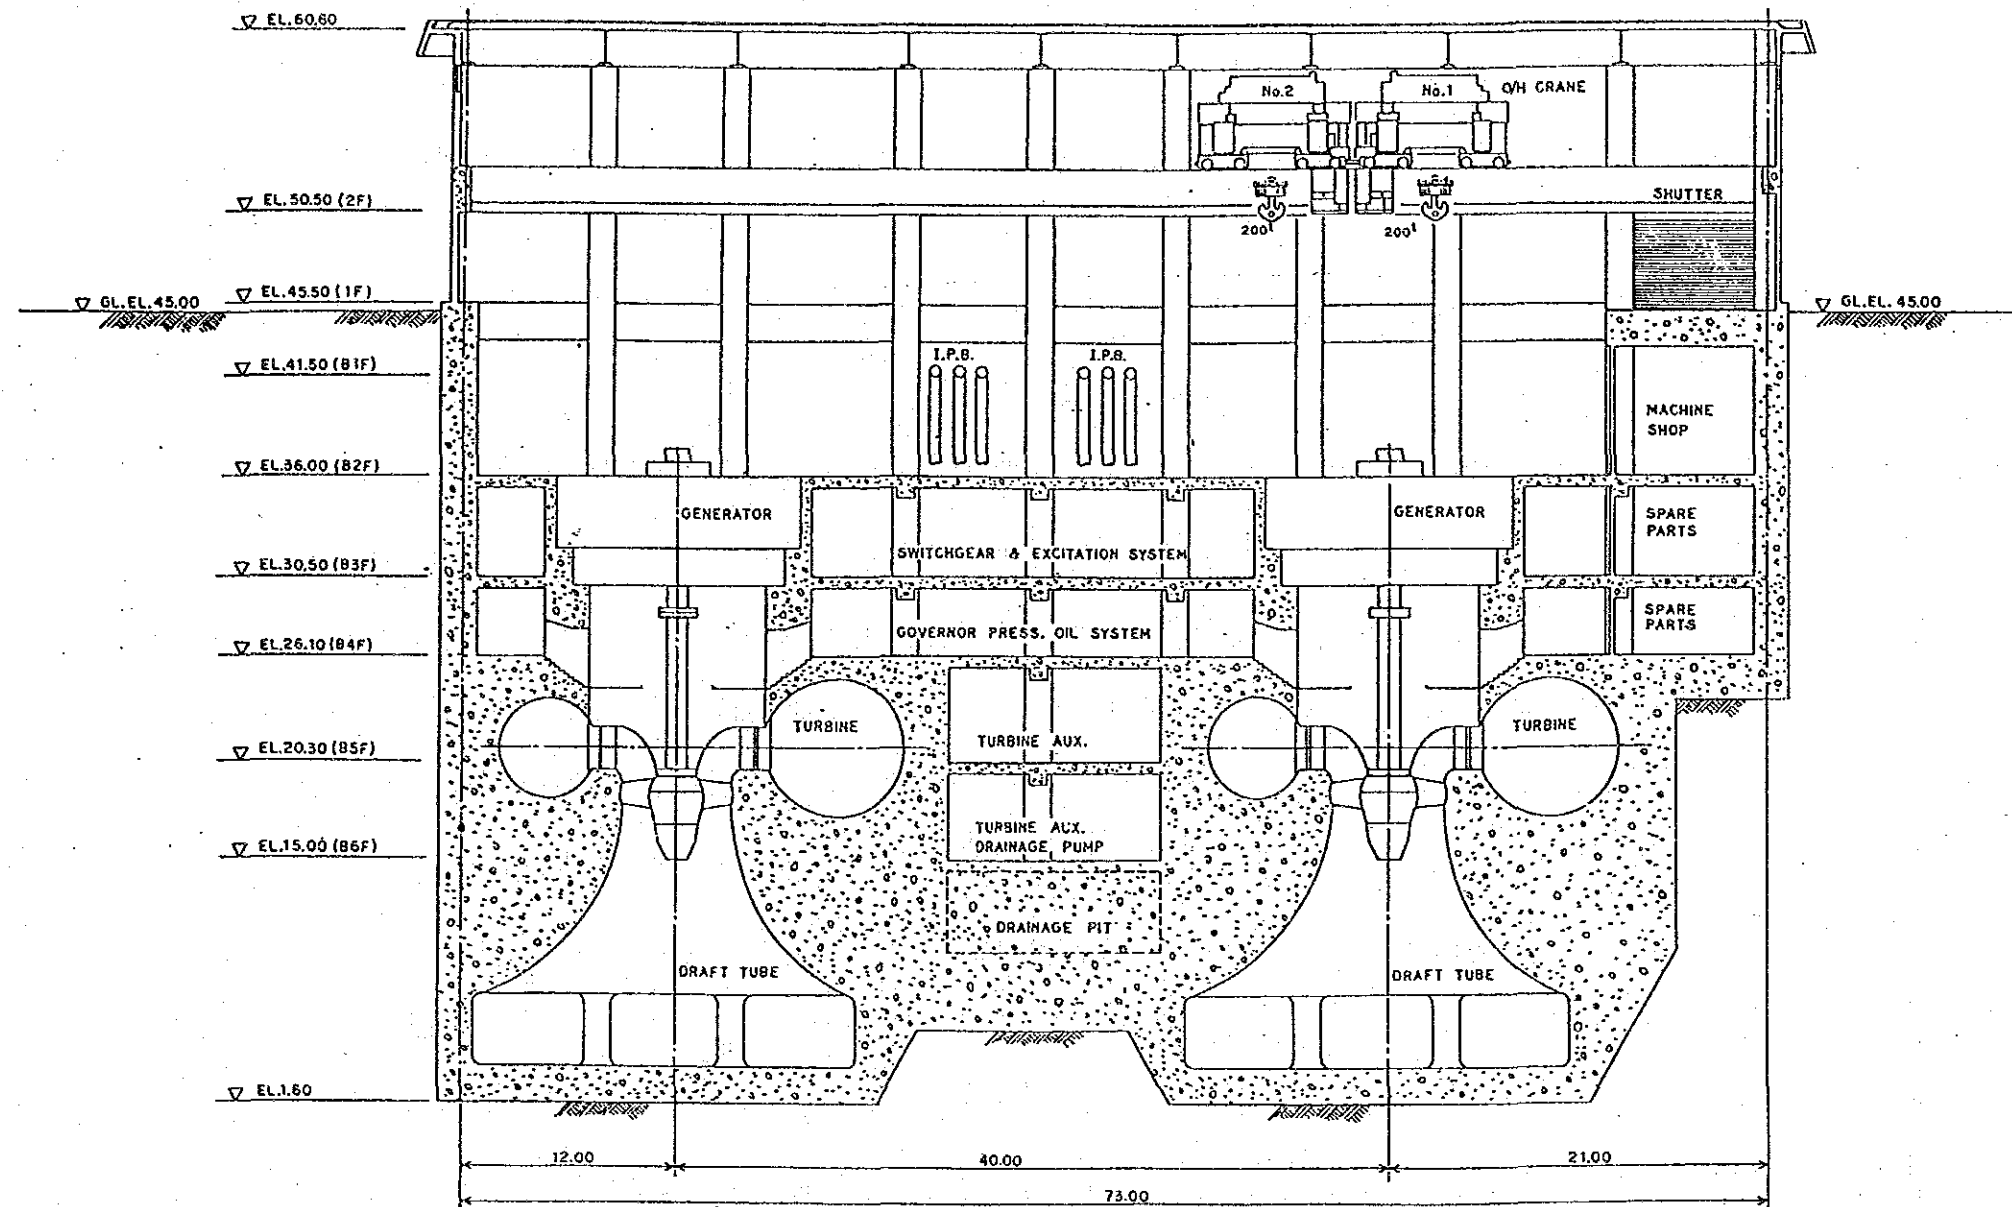 EL.60.60
No.2
No.1
O/H CRANE
EL.50.50 (2F)
SHUTTER
200t
200t
EL.45.50 (1F)
GL.EL.45.00
GL.EL. 45.00
I.P.B.
I.P.B.
EL.41.50 (B1F)
MACHINE
SHOP
EL.36.00 (B2F)
GENERATOR
GENERATOR
SPARE
PARTS
SWITCHGEAR & EXCITATION SYSTEM
EL.30.50 (B3F)
SPARE
PARTS
GOVERNOR PRESS. OIL SYSTEM
EL.26.10 (B4F)
TURBINE
TURBINE
TURBINE AUX.
EL.20.30 (B5F)
TURBINE AUX.
DRAINAGE PUMP
EL.15.00 (B6F)
DRAINAGE PIT
DRAFT TUBE
DRAFT TUBE
EL.1.60
12.00
40.00
21.00
73.00